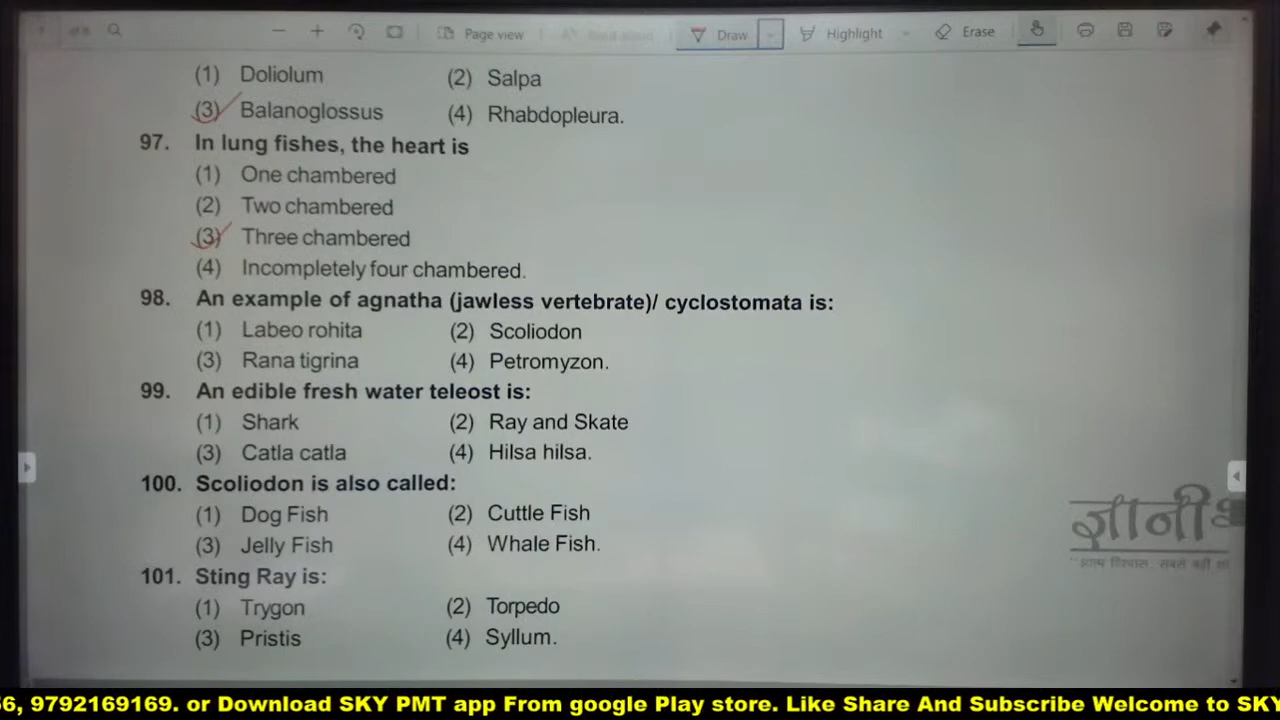 Page view Draw Highlight Erase
(1) Doliolum (2) Salpa
(3) Balanoglossus (4) Rhabdopleura.
97. In lung fishes, the heart is
(1) One chambered
(2) Two chambered
(3) Three chambered
(4) Incompletely four chambered.
98. An example of agnatha (jawless vertebrate)/ cyclostomata is:
(1) Labeo rohita (2) Scoliodon
(3) Rana tigrina (4) Petromyzon.
99. An edible fresh water teleost is:
(1) Shark (2) Ray and Skate
(3) Catla catla (4) Hilsa hilsa.
100. Scoliodon is also called:
(1) Dog Fish (2) Cuttle Fish
(3) Jelly Fish (4) Whale Fish.
101. Sting Ray is:
(1) Trygon (2) Torpedo
(3) Pristis (4) Syllum.
6, 9792169169. or Download SKY PMT app From google Play store. Like Share And Subscribe Welcome to SKY